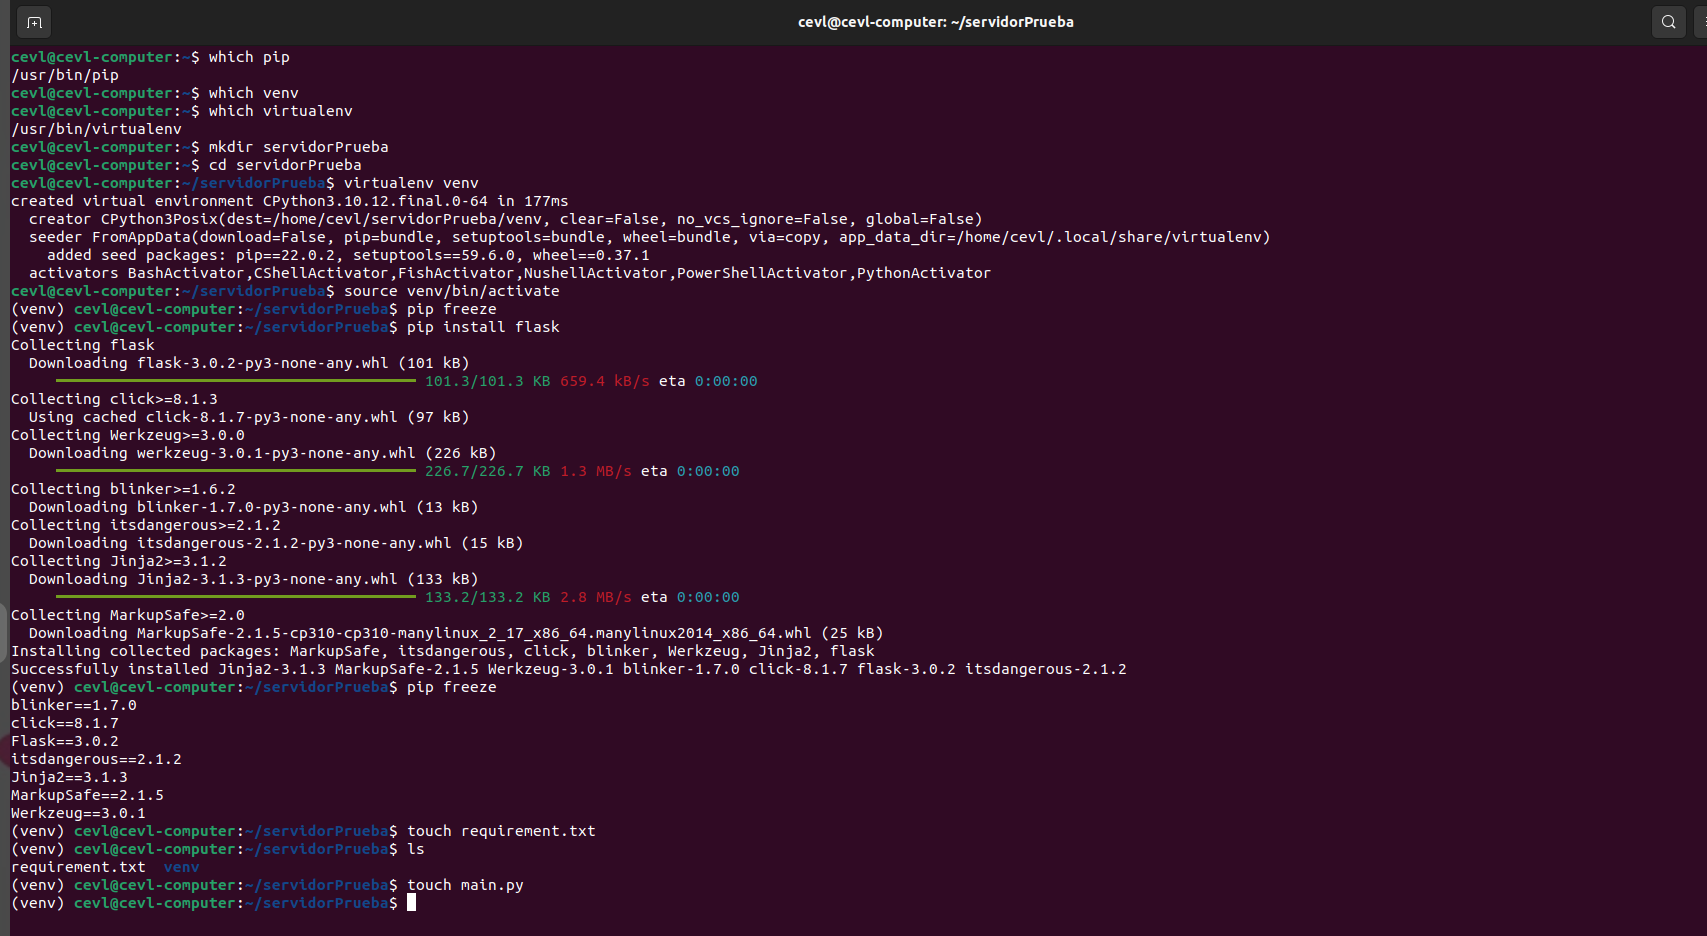 cevl@cevl-computer: ~/servidorPrueba
cevl@cevl-computer:~$ which pip
/usr/bin/pip
cevl@cevl-computer:~$ which venv
cevl@cevl-computer:~$ which virtualenv
/usr/bin/virtualenv
cevl@cevl-computer:~$ mkdir servidorPrueba
cevl@cevl-computer:~$ cd servidorPrueba
cevl@cevl-computer:~/servidorPrueba$ virtualenv venv
created virtual environment CPython3.10.12.final.0-64 in 177ms
  creator CPython3Posix(dest=/home/cevl/servidorPrueba/venv, clear=False, no_vcs_ignore=False, global=False)
  seeder FromAppData(download=False, pip=bundle, setuptools=bundle, wheel=bundle, via=copy, app_data_dir=/home/cevl/.local/share/virtualenv)
    added seed packages: pip==22.0.2, setuptools==59.6.0, wheel==0.37.1
  activators BashActivator,CShellActivator,FishActivator,NushellActivator,PowerShellActivator,PythonActivator
cevl@cevl-computer:~/servidorPrueba$ source venv/bin/activate
(venv) cevl@cevl-computer:~/servidorPrueba$ pip freeze
(venv) cevl@cevl-computer:~/servidorPrueba$ pip install flask
Collecting flask
  Downloading flask-3.0.2-py3-none-any.whl (101 kB)
101.3/101.3 KB 659.4 kB/s eta 0:00:00
Collecting click>=8.1.3
  Using cached click-8.1.7-py3-none-any.whl (97 kB)
Collecting Werkzeug>=3.0.0
  Downloading werkzeug-3.0.1-py3-none-any.whl (226 kB)
226.7/226.7 KB 1.3 MB/s eta 0:00:00
Collecting blinker>=1.6.2
  Downloading blinker-1.7.0-py3-none-any.whl (13 kB)
Collecting itsdangerous>=2.1.2
  Downloading itsdangerous-2.1.2-py3-none-any.whl (15 kB)
Collecting Jinja2>=3.1.2
  Downloading Jinja2-3.1.3-py3-none-any.whl (133 kB)
133.2/133.2 KB 2.8 MB/s eta 0:00:00
Collecting MarkupSafe>=2.0
  Downloading MarkupSafe-2.1.5-cp310-cp310-manylinux_2_17_x86_64.manylinux2014_x86_64.whl (25 kB)
Installing collected packages: MarkupSafe, itsdangerous, click, blinker, Werkzeug, Jinja2, flask
Successfully installed Jinja2-3.1.3 MarkupSafe-2.1.5 Werkzeug-3.0.1 blinker-1.7.0 click-8.1.7 flask-3.0.2 itsdangerous-2.1.2
(venv) cevl@cevl-computer:~/servidorPrueba$ pip freeze
blinker==1.7.0
click==8.1.7
Flask==3.0.2
itsdangerous==2.1.2
Jinja2==3.1.3
MarkupSafe==2.1.5
Werkzeug==3.0.1
(venv) cevl@cevl-computer:~/servidorPrueba$ touch requirement.txt
(venv) cevl@cevl-computer:~/servidorPrueba$ ls
requirement.txt  venv
(venv) cevl@cevl-computer:~/servidorPrueba$ touch main.py
(venv) cevl@cevl-computer:~/servidorPrueba$